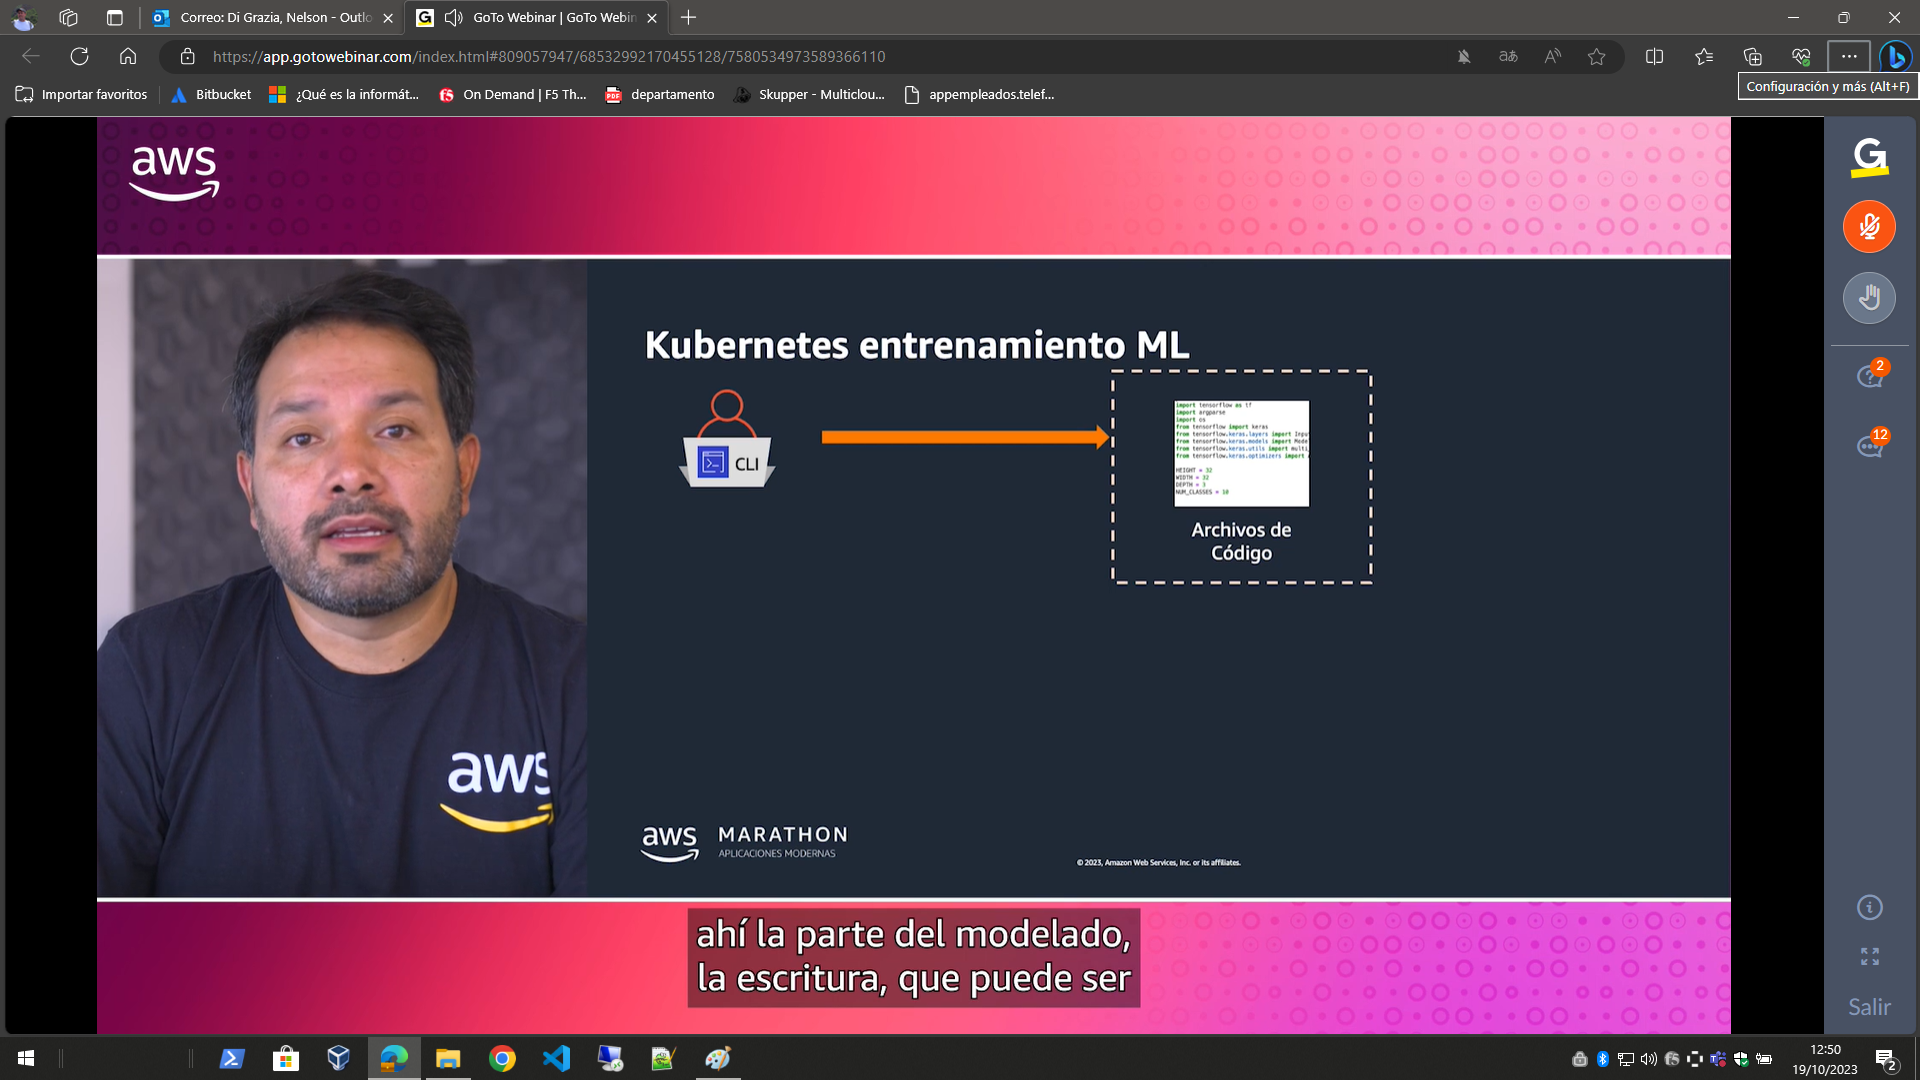 Correo: Di Grazia, Nelson - Outlo
GoTo Webinar | GoTo Webin
https://app.gotowebinar.com/index.html#809057947/68532992170455128/7580534973589366110
Importar favoritos
Bitbucket
¿Qué es la informát...
On Demand | F5 Th...
departamento
Skupper - Multiclou...
appempleados.telef...
Configuración y más (Alt+F)
aws
Kubernetes entrenamiento ML
CLI
import tensorflow as tf
import argparse
import os
from tensorflow import keras
from tensorflow.keras.layers import Inpu
from tensorflow.keras.models import Mode
from tensorflow.keras.utils import multi_
from tensorflow.keras.optimizers import
HEIGHT = 32
WIDTH = 32
DEPTH = 3
NUM_CLASSES = 10
Archivos de
Código
aws
aws MARATHON
APLICACIONES MODERNAS
© 2023, Amazon Web Services, Inc. or its affiliates.
ahí la parte del modelado,
la escritura, que puede ser
2
12
Salir
12:50
19/10/2023
2